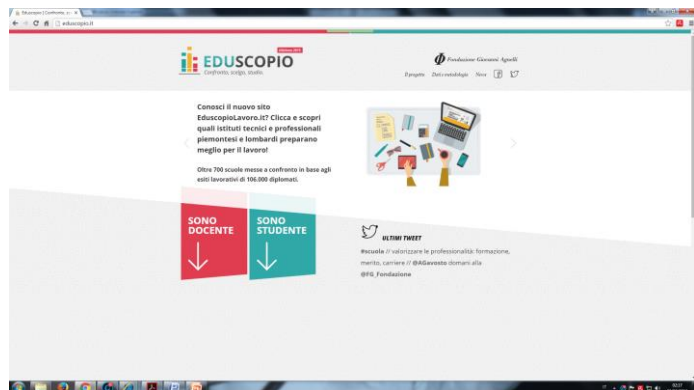 eduscopio.it
EDUSCOPIO
Confronto, scelgo, studio.
Fondazione Giovanni Agnelli
Il progetto Dati e metodologia News
Conosci il nuovo sito
EduscopioLavoro.it? Clicca e scopri
quali istituti tecnici e professionali
piemontesi e lombardi preparano
meglio per il lavoro!
Oltre 700 scuole messe a confronto in base agli
esiti lavorativi di 106.000 diplomati.
SONO
DOCENTE
SONO
STUDENTE
ULTIMI TWEET
#scuola // valorizzare le professionalità: formazione,
merito, carriere // @AGavosto domani alla
@FG_Fondazione